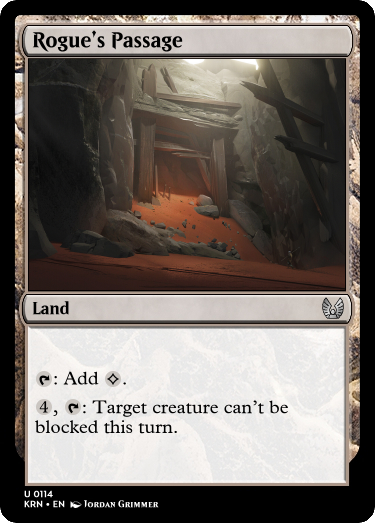 Rogue's Passage
Land
: Add .
4, : Target creature can't be
blocked this turn.
U 0114
KRN • EN Jordan Grimmer